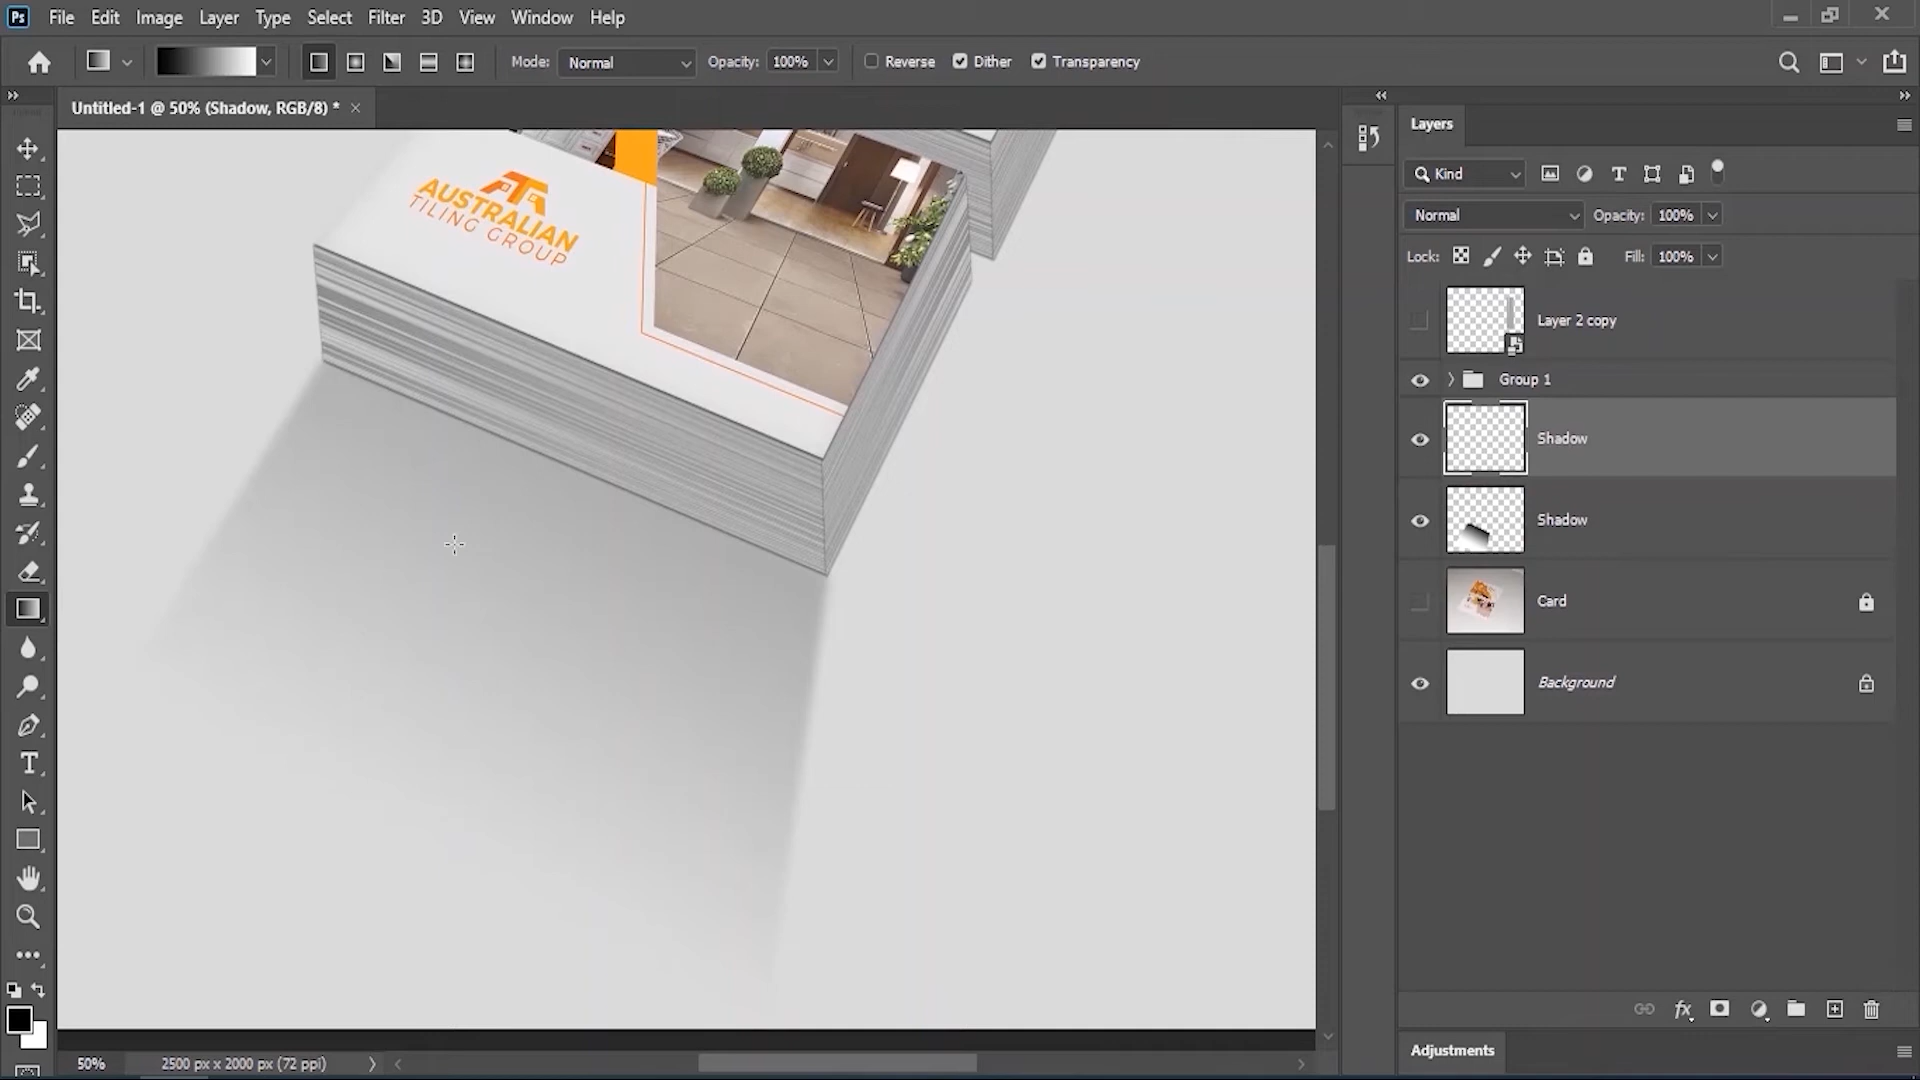 Ps File Edit Image Layer Type Select Filter 3D View Window Help
Mode: Normal Opacity: 100% Reverse Dither Transparency
Untitled-1 @ 50% (Shadow, RGB/8) * ×
Layers
Kind
Normal Opacity: 100%
Lock: Fill: 100%
Layer 2 copy
Group 1
Shadow
Shadow
Card
Background
AUSTRALIAN
TILING GROUP
50% 2500 px x 2000 px (72 ppi)
Adjustments